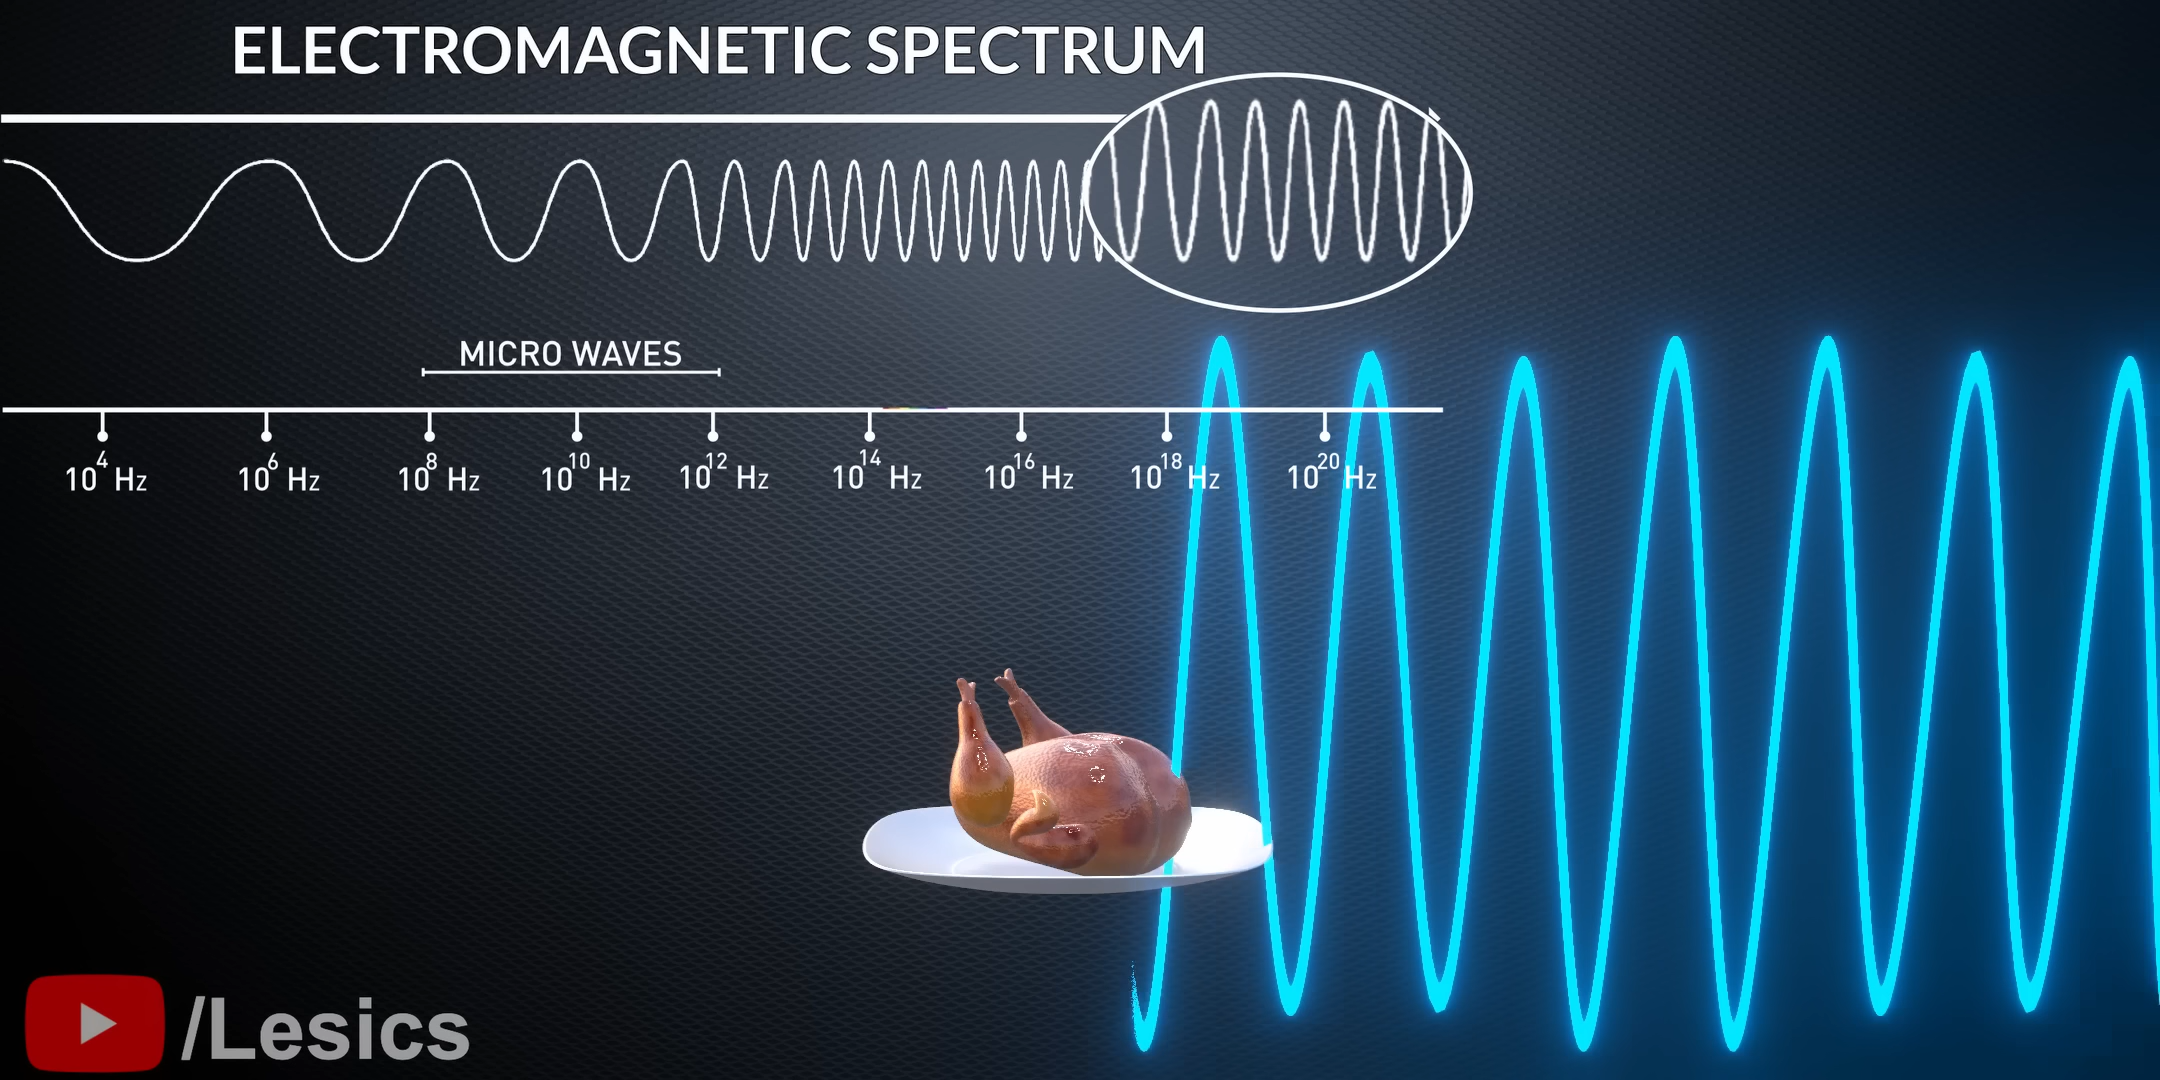 ELECTROMAGNETIC SPECTRUM
MICRO WAVES
10⁴ Hz 10⁶ Hz 10⁸ Hz 10¹⁰ Hz 10¹² Hz 10¹⁴ Hz 10¹⁶ Hz 10¹⁸ Hz 10²⁰ Hz
/Lesics